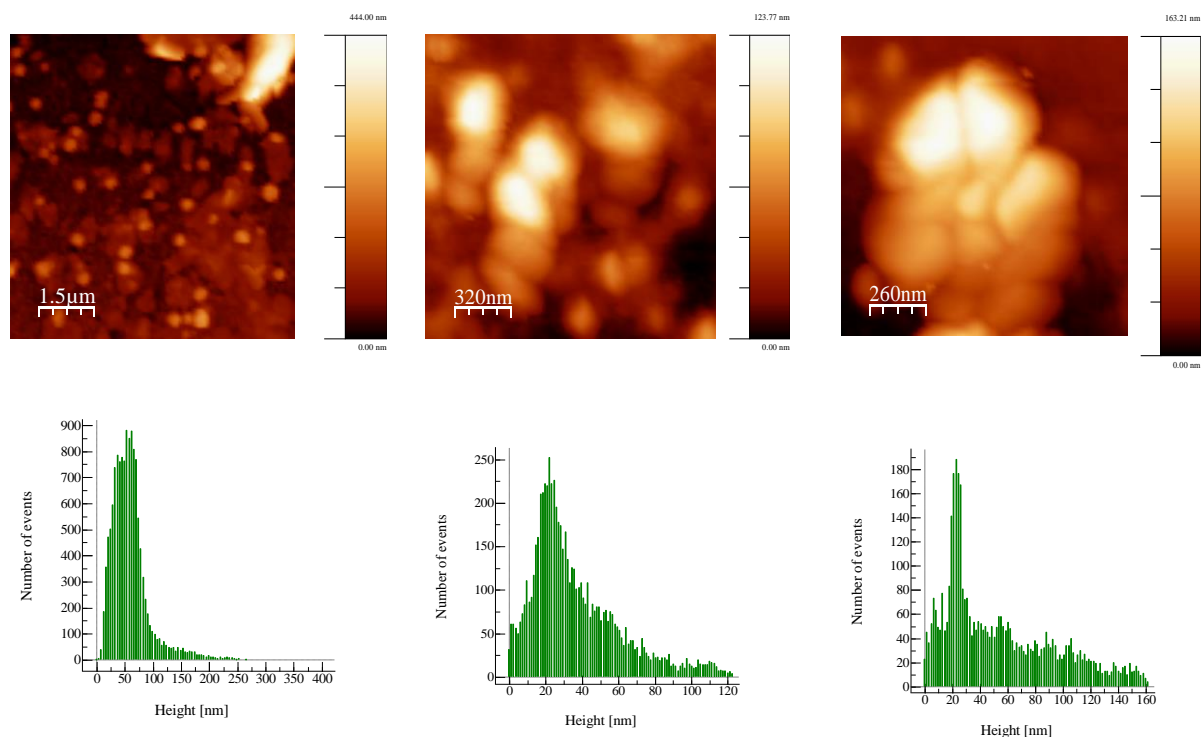 444.00 nm
123.77 nm
163.21 nm
1.5µm
320nm
260nm
0.00 nm
0.00 nm
0.00 nm
900
800
700
600
500
400
300
200
100
0
Number of events
0 50 100 150 200 250 300 350 400
Height [nm]
250
200
150
100
50
0
Number of events
0 20 40 60 80 100 120
Height [nm]
180
160
140
120
100
80
60
40
20
0
Number of events
0 20 40 60 80 100 120 140 160
Height [nm]